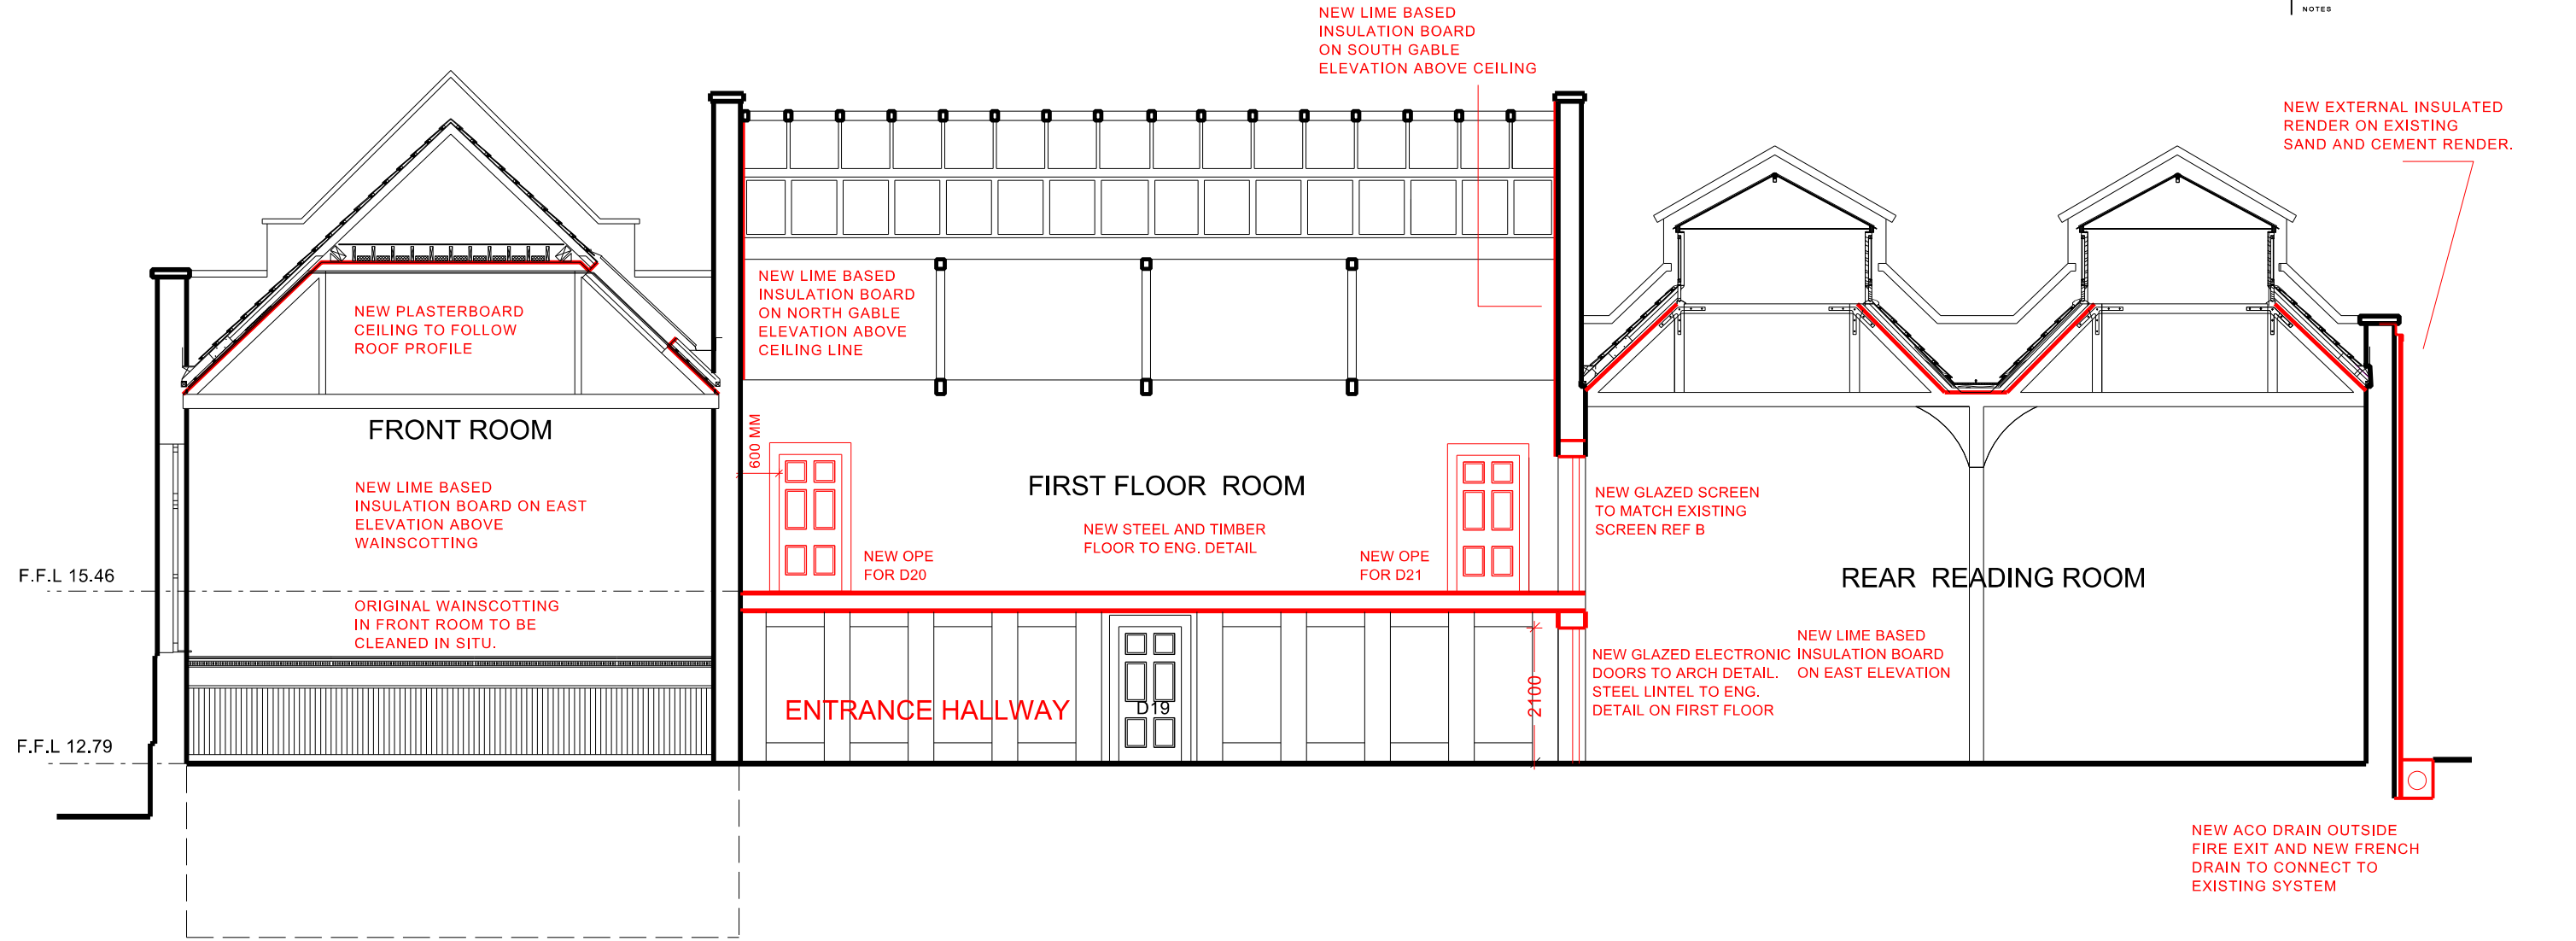 NOTES
NEW LIME BASED
INSULATION BOARD
ON SOUTH GABLE
ELEVATION ABOVE CEILING
NEW EXTERNAL INSULATED
RENDER ON EXISTING
SAND AND CEMENT RENDER.
NEW LIME BASED
INSULATION BOARD
ON NORTH GABLE
ELEVATION ABOVE
CEILING LINE
NEW PLASTERBOARD
CEILING TO FOLLOW
ROOF PROFILE
FRONT ROOM
600 MM
FIRST FLOOR ROOM
NEW LIME BASED
INSULATION BOARD ON EAST
ELEVATION ABOVE
WAINSCOTTING
NEW STEEL AND TIMBER
FLOOR TO ENG. DETAIL
NEW OPE
FOR D20
NEW OPE
FOR D21
NEW GLAZED SCREEN
TO MATCH EXISTING
SCREEN REF B
F.F.L 15.46
REAR READING ROOM
ORIGINAL WAINSCOTTING
IN FRONT ROOM TO BE
CLEANED IN SITU.
NEW GLAZED ELECTRONIC
DOORS TO ARCH DETAIL.
STEEL LINTEL TO ENG.
DETAIL ON FIRST FLOOR
NEW LIME BASED
INSULATION BOARD
ON EAST ELEVATION
ENTRANCE HALLWAY
D19
2100
F.F.L 12.79
NEW ACO DRAIN OUTSIDE
FIRE EXIT AND NEW FRENCH
DRAIN TO CONNECT TO
EXISTING SYSTEM